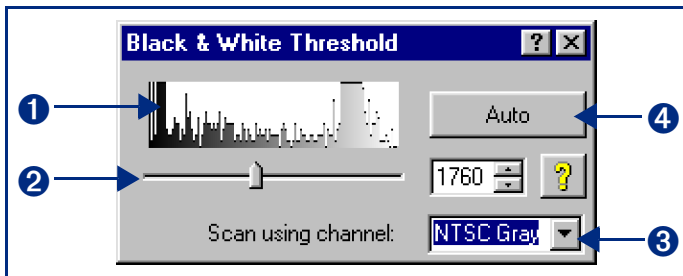 Black & White Threshold ? ×
1
Auto
4
2
1760 ?
Scan using channel: NTSC Gray
3